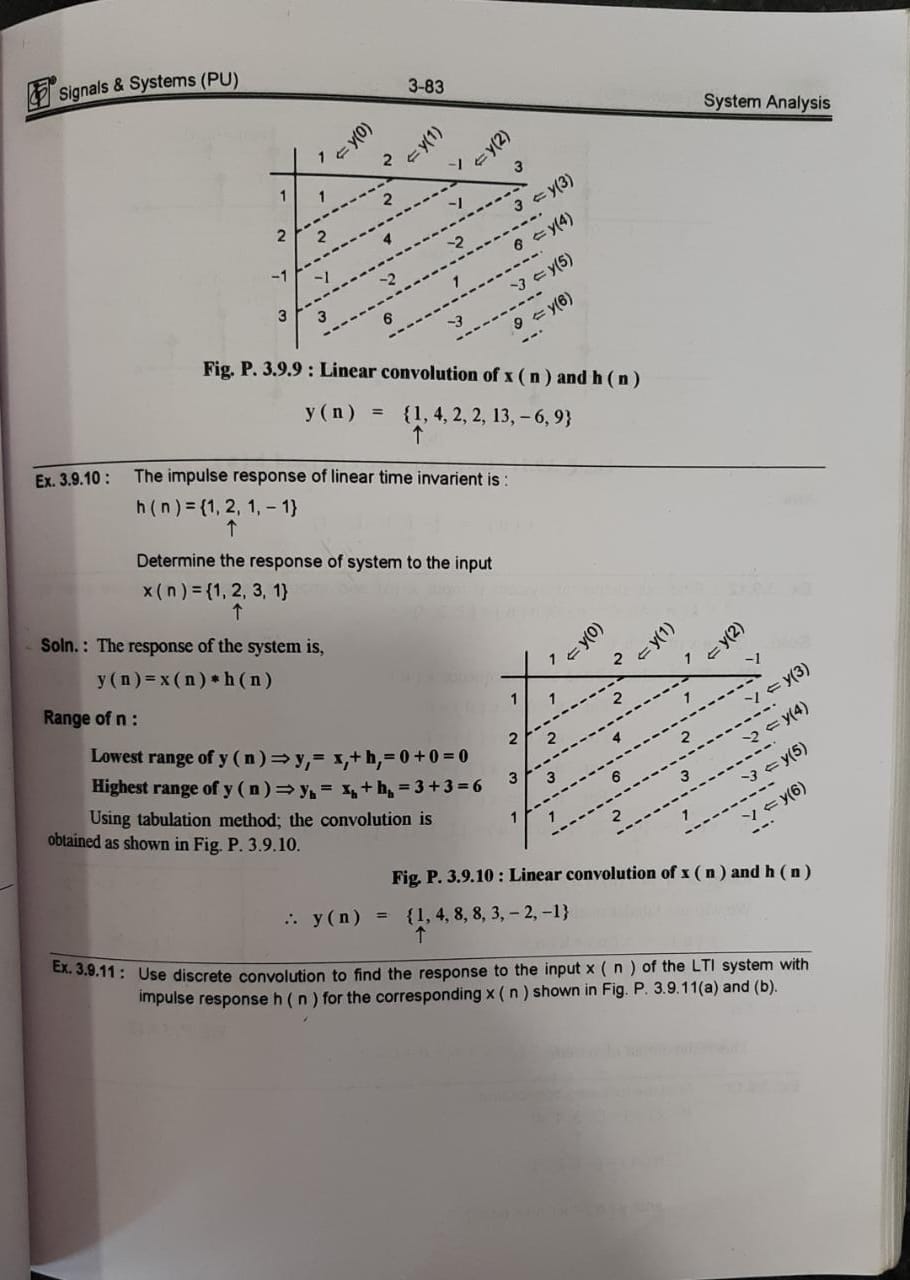 Signals & Systems (PU) 3-83 System Analysis
1 ⇐ y(0) 2 ⇐ y(1) –1 ⇐ y(2) 3
1 1 2 –1 3 ⇐ y(3)
2 2 4 –2 6 ⇐ y(4)
–1 –1 –2 1 –3 ⇐ y(5)
3 3 6 –3 9 ⇐ y(6)
Fig. P. 3.9.9 : Linear convolution of x ( n ) and h ( n )
y ( n ) = {1, 4, 2, 2, 13, – 6, 9}
↑
Ex. 3.9.10 : The impulse response of linear time invarient is :
h ( n ) = {1, 2, 1, – 1}
↑
Determine the response of system to the input
x ( n ) = {1, 2, 3, 1}
↑
Soln. : The response of the system is,
y ( n ) = x ( n ) * h ( n )
Range of n :
Lowest range of y ( n ) ⇒ yₗ = xₗ + hₗ = 0 + 0 = 0
Highest range of y ( n ) ⇒ yₕ = xₕ + hₕ = 3 + 3 = 6
Using tabulation method; the convolution is
obtained as shown in Fig. P. 3.9.10.
1 ⇐ y(0) 2 ⇐ y(1) 1 ⇐ y(2) –1
1 1 2 1 –1 ⇐ y(3)
2 2 4 2 –2 ⇐ y(4)
3 3 6 3 –3 ⇐ y(5)
1 1 2 1 –1 ⇐ y(6)
Fig. P. 3.9.10 : Linear convolution of x ( n ) and h ( n )
∴ y ( n ) = {1, 4, 8, 8, 3, – 2, –1}
↑
Ex. 3.9.11 : Use discrete convolution to find the response to the input x ( n ) of the LTI system with
impulse response h ( n ) for the corresponding x ( n ) shown in Fig. P. 3.9.11(a) and (b).